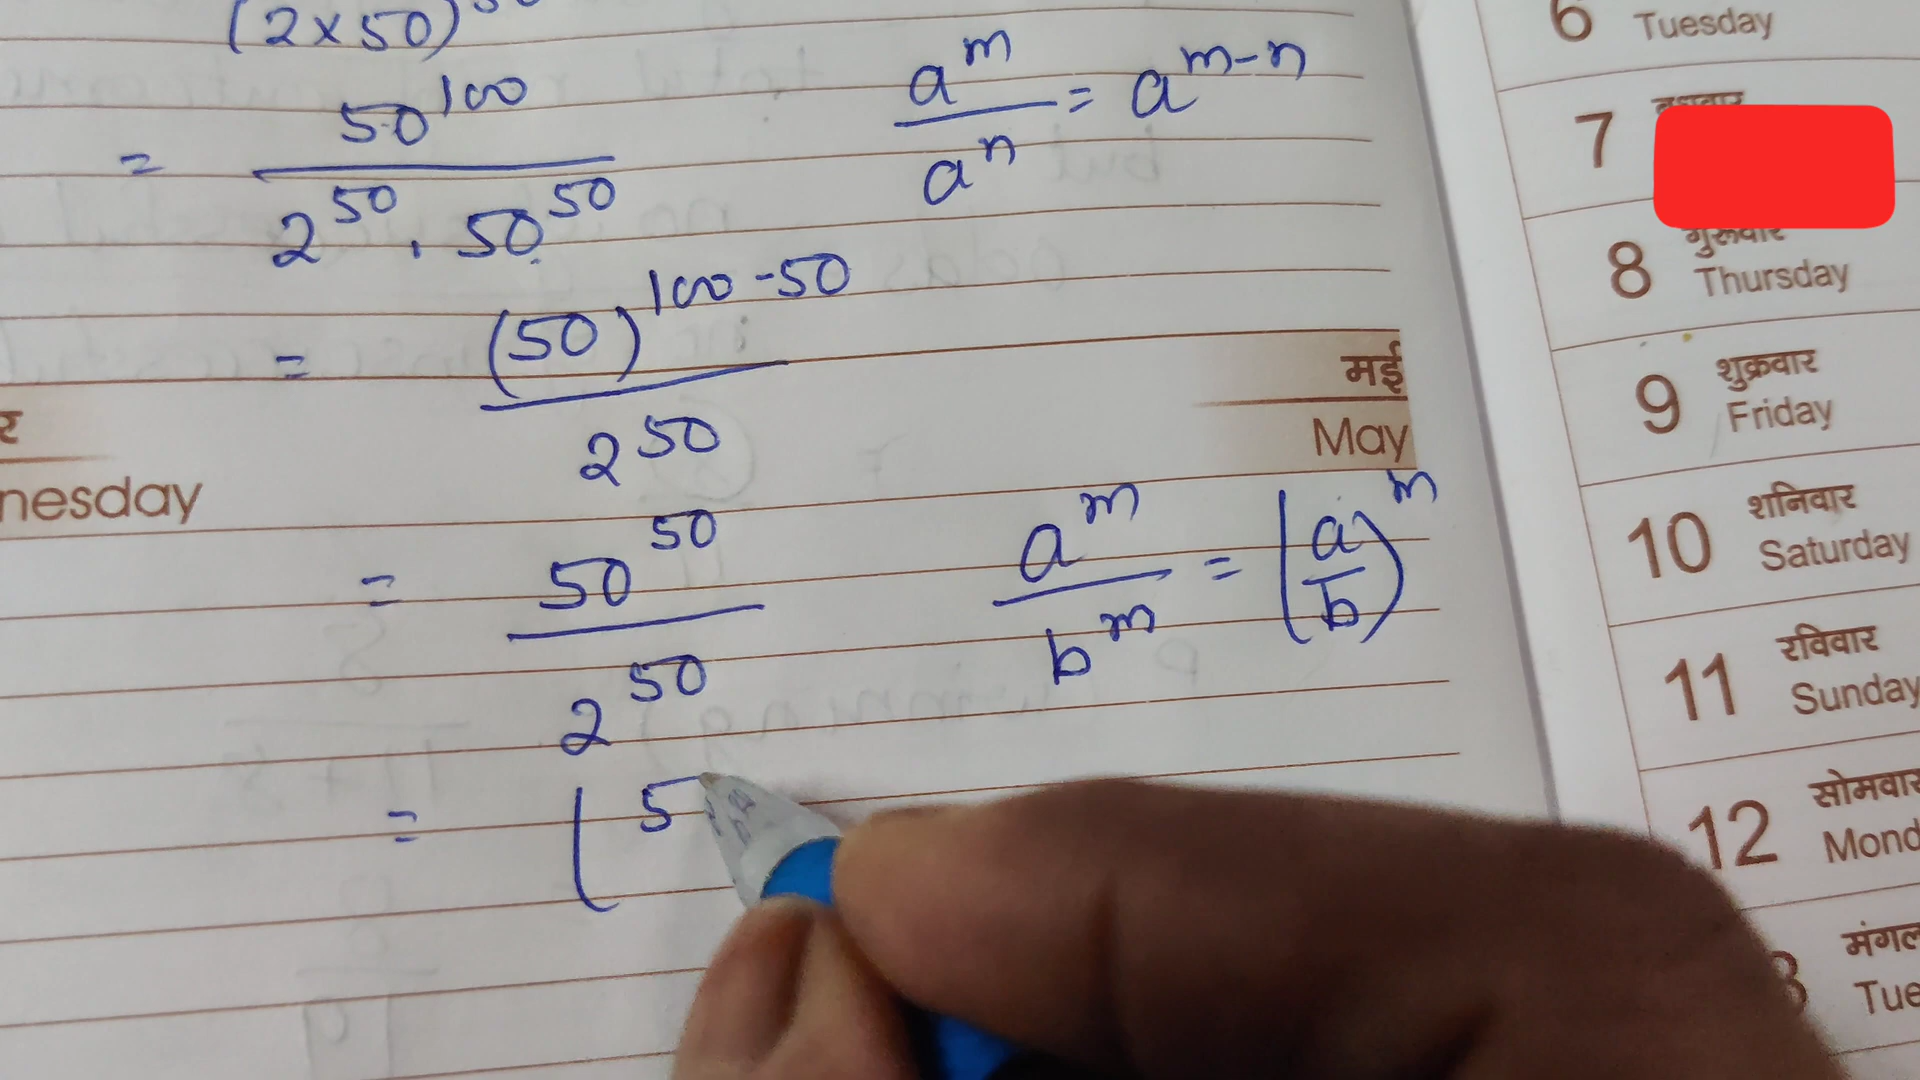 (2×50)
= 50^100 / 2^50 . 50^50
a^m / a^n = a^m-n
= (50)^100-50 / 2^50
= 50^50 / 2^50
a^m / b^m = (a/b)^m
= ( 5
nesday
मई
May
6 Tuesday
7
8 गुरूवार
Thursday
9 शुक्रवार
Friday
10 शनिवार
Saturday
11 रविवार
Sunday
12 सोमवार
Mond
मंगल
Tue